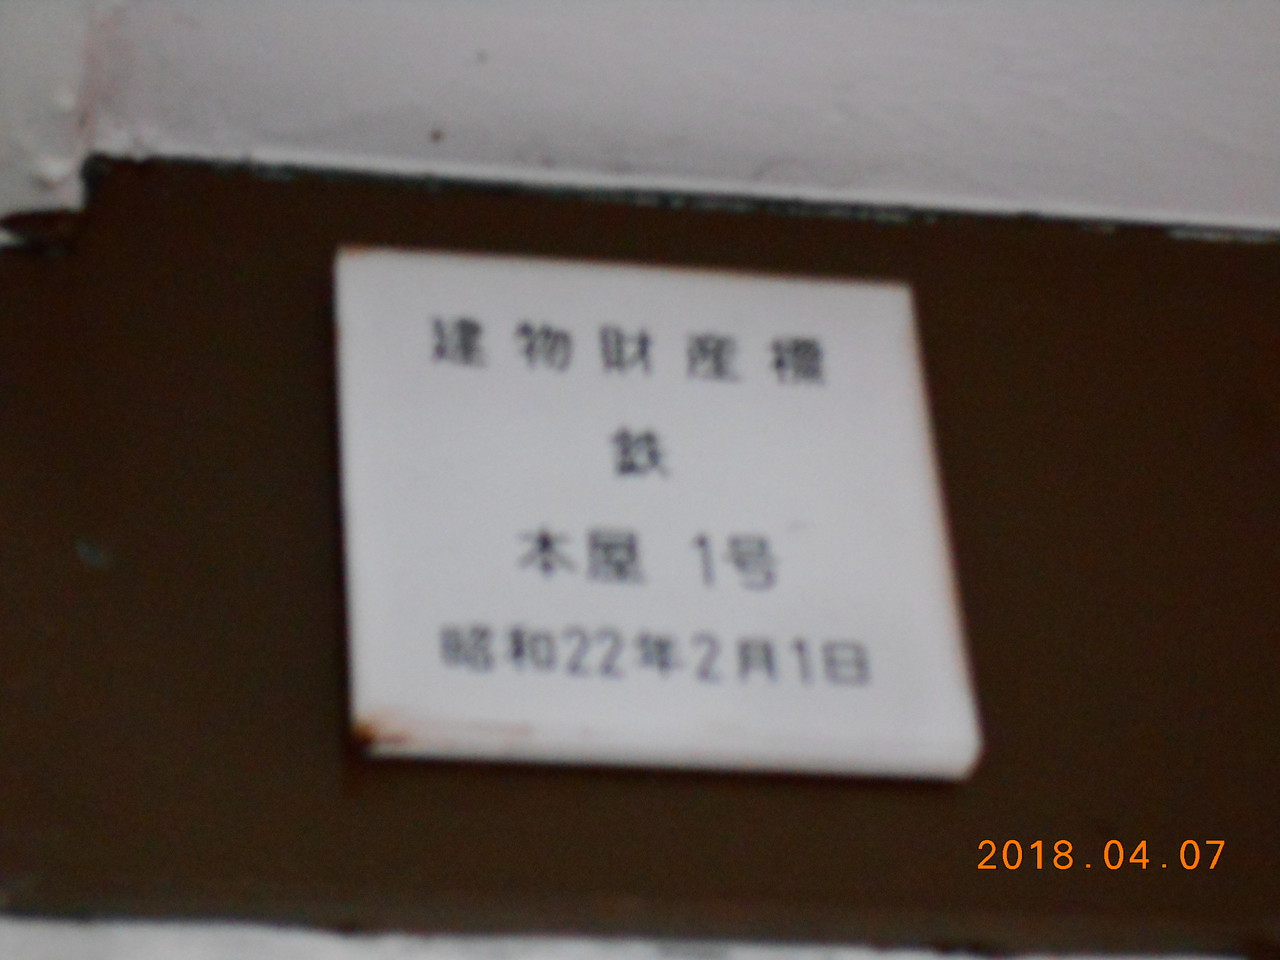 建物財産標
鉄
本屋 1号
昭和22年2月1日
2018.04.07